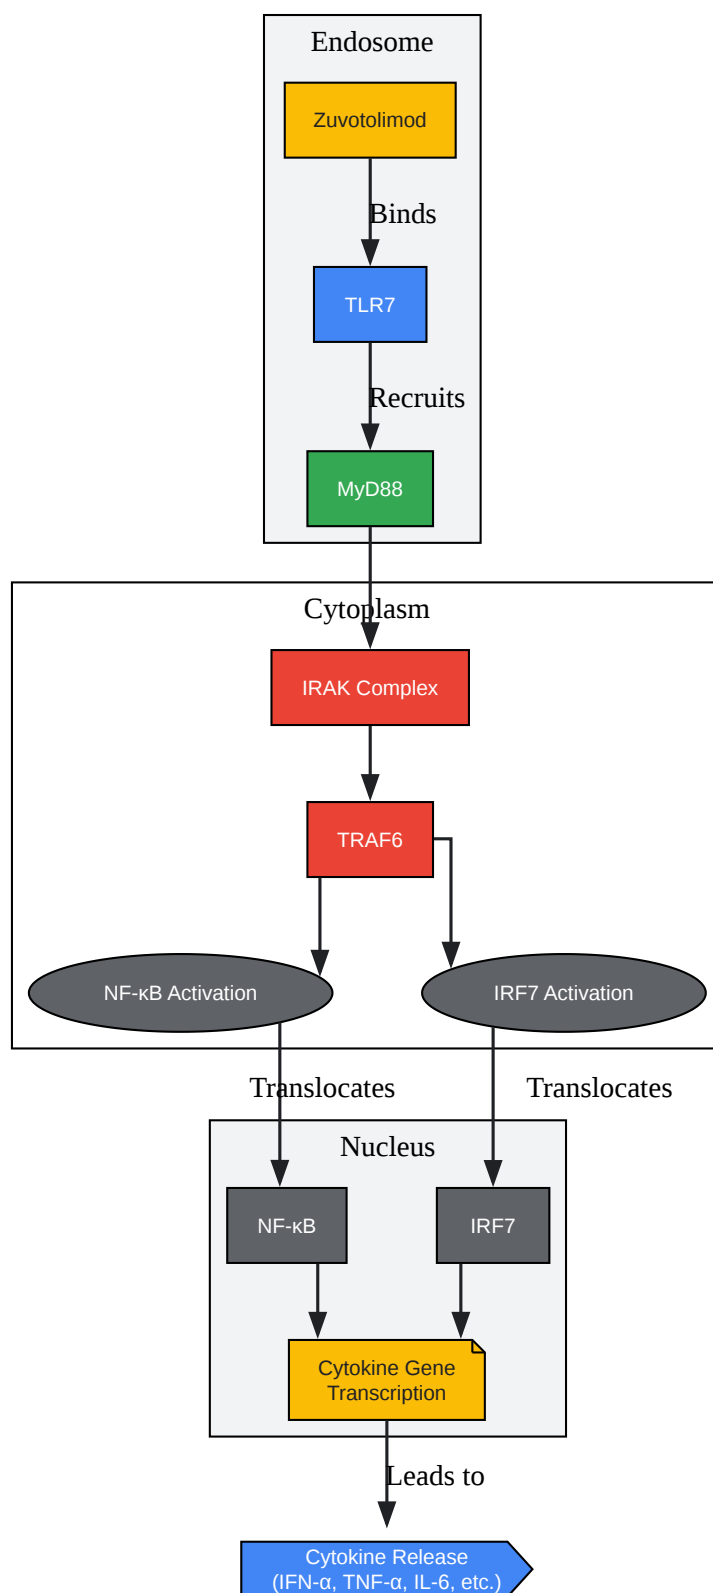 Endosome
Zuvotolimod
Binds
TLR7
Recruits
MyD88
Cytoplasm
IRAK Complex
TRAF6
NF-κB Activation
IRF7 Activation
Translocates
Translocates
Nucleus
NF-κB
IRF7
Cytokine Gene
Transcription
Leads to
Cytokine Release
(IFN-α, TNF-α, IL-6, etc.)